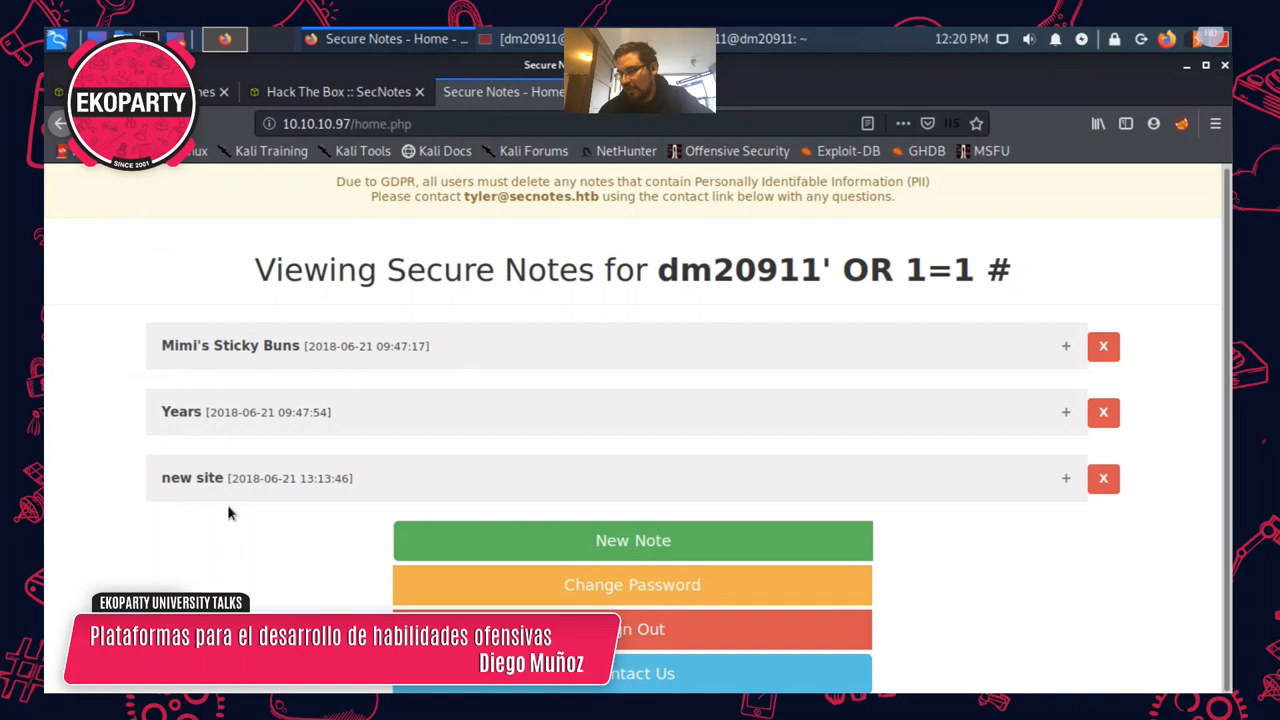 Secure Notes - Home - ...
[dm20911@
1@dm20911: ~
12:20 PM
HD
Secure N
EKOPARTY
SINCE 2001
Hack The Box :: SecNotes
Secure Notes - Home
10.10.10.97/home.php
IIS
Kali Training
Kali Tools
Kali Docs
Kali Forums
NetHunter
Offensive Security
Exploit-DB
GHDB
MSFU
Due to GDPR, all users must delete any notes that contain Personally Identifable Information (PII)
Please contact tyler@secnotes.htb using the contact link below with any questions.
Viewing Secure Notes for dm20911' OR 1=1 #
Mimi's Sticky Buns [2018-06-21 09:47:17] + X
Years [2018-06-21 09:47:54] + X
new site [2018-06-21 13:13:46] + X
New Note
Change Password
gn Out
ntact Us
EKOPARTY UNIVERSITY TALKS
Plataformas para el desarrollo de habilidades ofensivas
Diego Muñoz